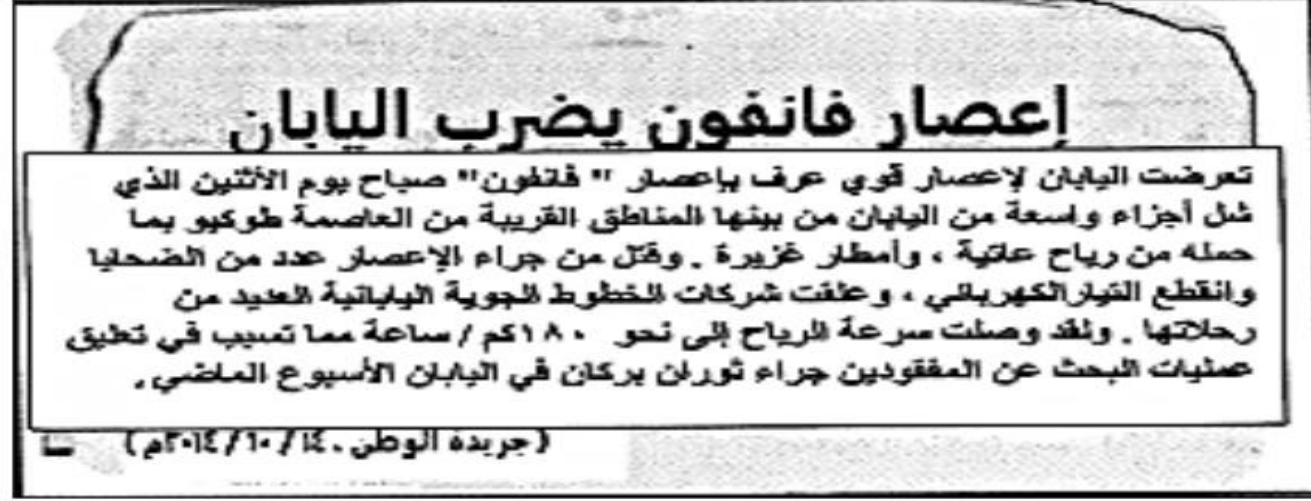 إعصار فانفون يضرب اليابان
تعرضت اليابان لإعصار قوي عرف بإعصار " فانفون" صباح يوم الأثنين الذي
شل أجزاء واسعة من اليابان من بينها المناطق القريبة من العاصمة طوكيو بما
حمله من رياح عاتية ، وأمطار غزيرة . وقتل من جراء الإعصار عدد من الضحايا
وانقطع التيارالكهربائي ، وعلقت شركات الخطوط الجوية اليابانية العديد من
رحلاتها . ولقد وصلت سرعة الرياح إلى نحو ١٨٠كم / ساعة مما تسبب في تعليق
عمليات البحث عن المفقودين جراء ثوران بركان في اليابان الأسبوع الماضي .
(جريدة الوطن ، ١٤/ ١٠/ ٢٠١٤م)